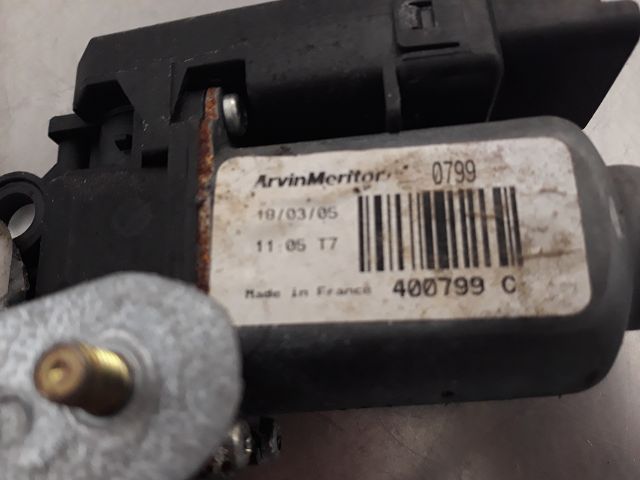 ArvinMeritor 0799
18/03/05
11:05 T7
Made in France 400799 C